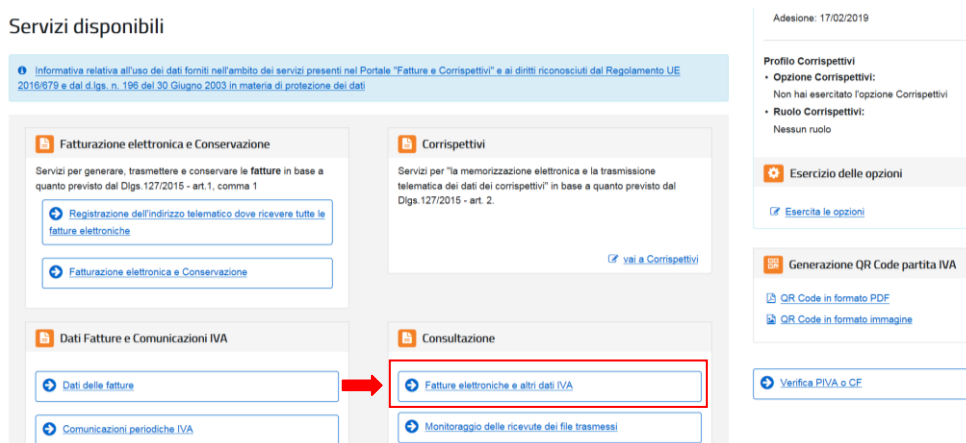 Servizi disponibili
Informativa relativa all'uso dei dati forniti nell'ambito dei servizi presenti nel Portale "Fatture e Corrispettivi" e ai diritti riconosciuti dal Regolamento UE
2016/679 e dal d.lgs. n. 196 del 30 Giugno 2003 in materia di protezione dei dati
Fatturazione elettronica e Conservazione
Servizi per generare, trasmettere e conservare le fatture in base a
quanto previsto dal Dlgs.127/2015 - art.1, comma 1
Registrazione dell'indirizzo telematico dove ricevere tutte le
fatture elettroniche
Fatturazione elettronica e Conservazione
Corrispettivi
Servizi per "la memorizzazione elettronica e la trasmissione
telematica dei dati dei corrispettivi" in base a quanto previsto dal
Dlgs.127/2015 - art. 2.
vai a Corrispettivi
Dati Fatture e Comunicazioni IVA
Dati delle fatture
Comunicazioni periodiche IVA
Consultazione
Fatture elettroniche e altri dati IVA
Monitoraggio delle ricevute dei file trasmessi
Adesione: 17/02/2019
Profilo Corrispettivi
• Opzione Corrispettivi:
Non hai esercitato l'opzione Corrispettivi
• Ruolo Corrispettivi:
Nessun ruolo
Esercizio delle opzioni
Esercita le opzioni
Generazione QR Code partita IVA
QR Code in formato PDF
QR Code in formato immagine
Verifica PIVA o CF